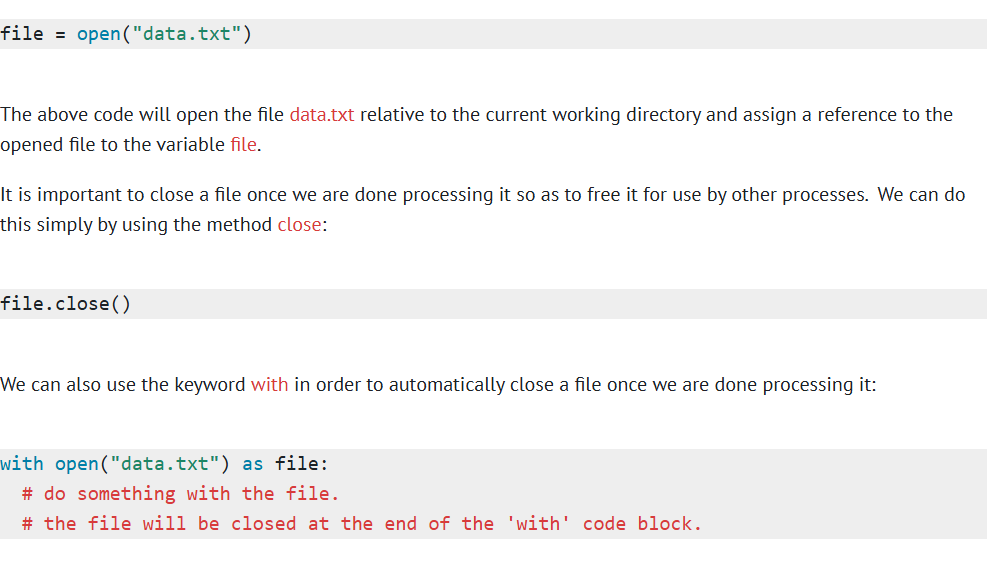 file = open("data.txt")
The above code will open the file data.txt relative to the current working directory and assign a reference to the
opened file to the variable file.
It is important to close a file once we are done processing it so as to free it for use by other processes.  We can do
this simply by using the method close:
file.close()
We can also use the keyword with in order to automatically close a file once we are done processing it:
with open("data.txt") as file:
  # do something with the file.
  # the file will be closed at the end of the 'with' code block.